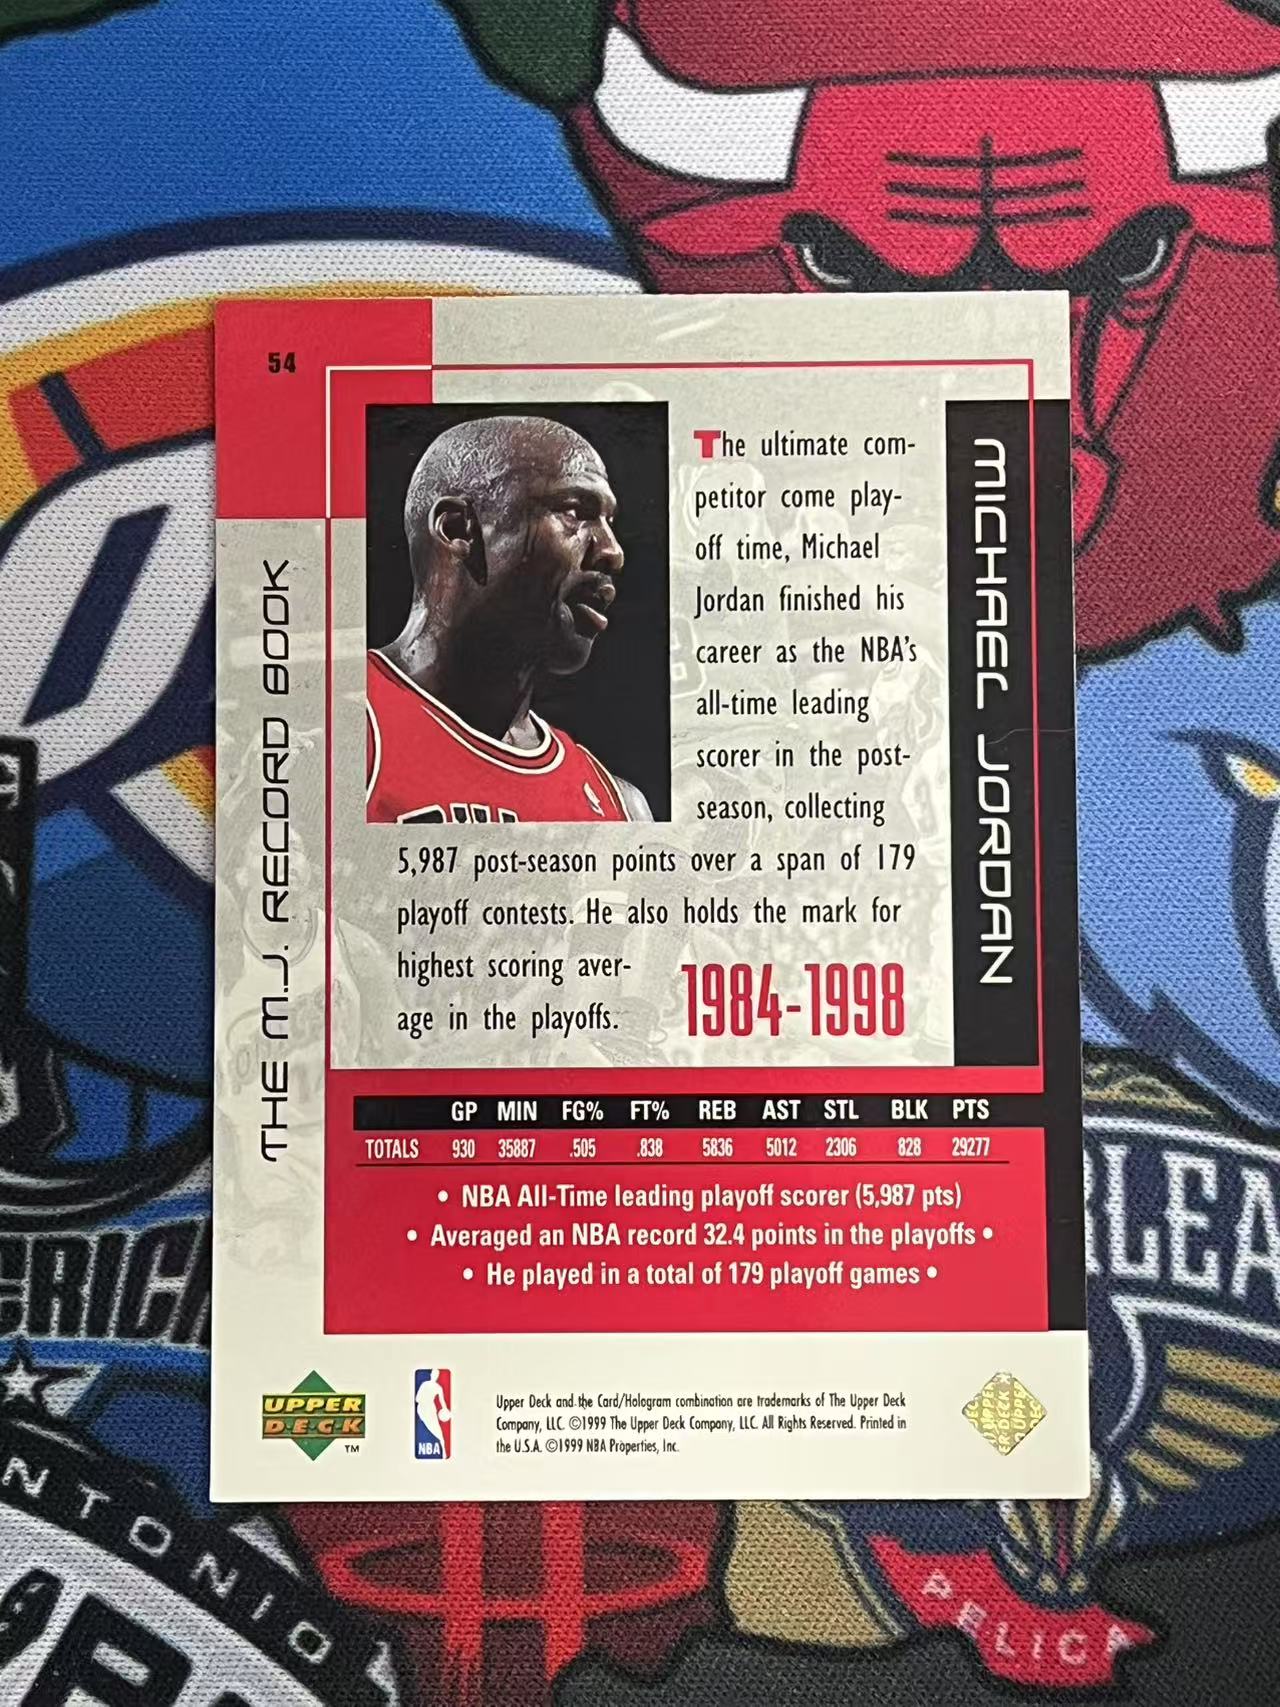 54
THE M.J. RECORD BOOK
MICHAEL JORDAN
The ultimate com-
petitor come play-
off time, Michael
Jordan finished his
career as the NBA's
all-time leading
scorer in the post-
season, collecting
5,987 post-season points over a span of 179
playoff contests. He also holds the mark for
highest scoring aver-
age in the playoffs.
1984-1998
GP MIN FG% FT% REB AST STL BLK PTS
TOTALS 930 35887 .505 .838 5836 5012 2306 828 29277
• NBA All-Time leading playoff scorer (5,987 pts)
• Averaged an NBA record 32.4 points in the playoffs •
• He played in a total of 179 playoff games •
UPPER
DECK
TM
NBA
Upper Deck and the Card/Hologram combination are trademarks of The Upper Deck
Company, LLC. ©1999 The Upper Deck Company, LLC. All Rights Reserved. Printed in
the U.S.A. ©1999 NBA Properties, Inc.